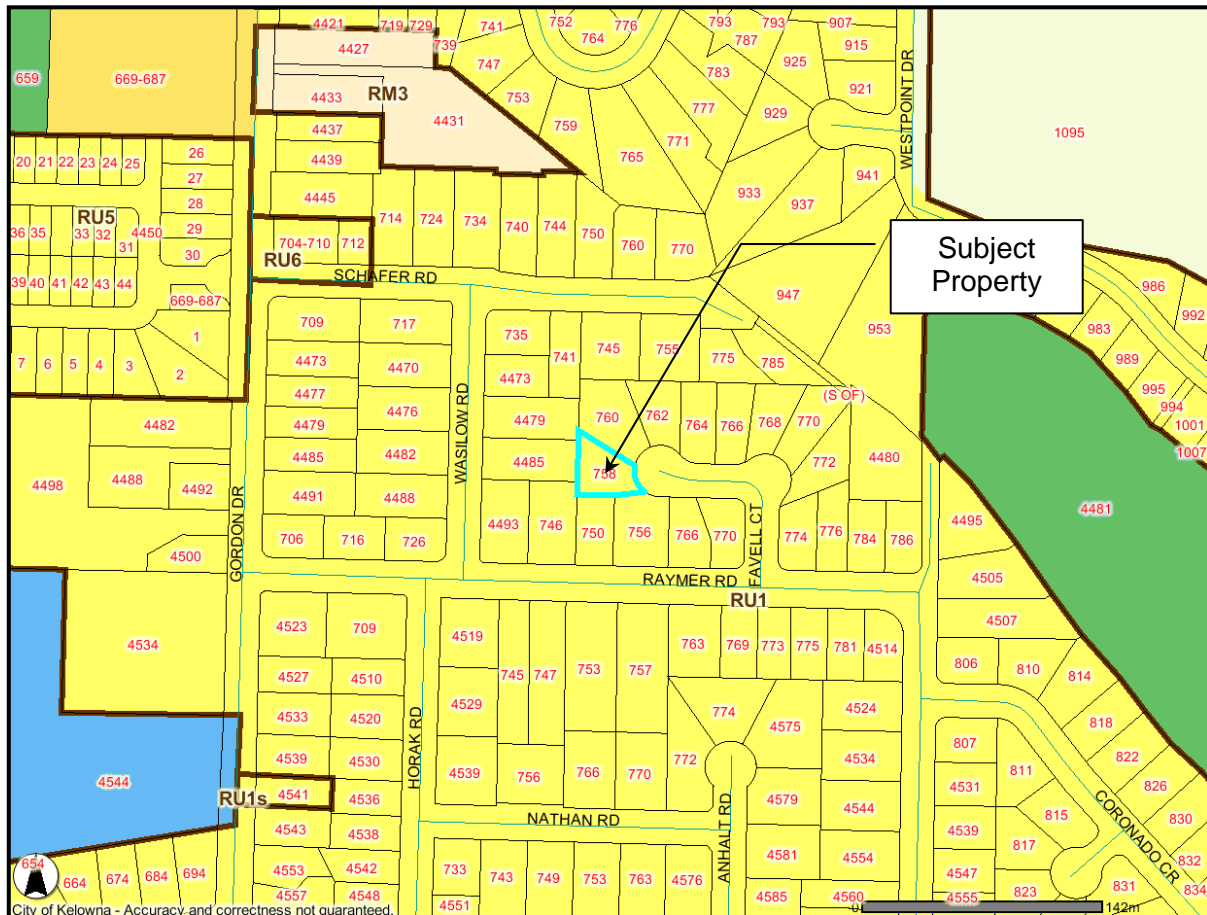 4421 719 729 741 752 776 793 793 907
4427 739 764 787 915
659 669-687 747 783 925 921
4433 RM3 4431 753 777 929
WESTPOINT DR
1095
4437 759 771
4439 765
20 21 22 23 24 25 26
27
4445 933 937 941
28
RU5
714 724 734 740 744 750 760 770
36 35 33 32 31 4450 29
30
704-710 712
RU6
Subject
Property
39 40 41 42 43 44
SCHAFER RD
669-687
947
986
992
953
983
709 717 735 745 755
741 775 785
989
7 6 5 4 3 2 1
4473 4470 4473
995
994
1001
1007
4477 4476
(S OF)
4482 4479 4479 760 762 764 766 768 770
4485 4482 4485 758 772 4480
WASILOW RD
4498 4488 4492 4491 4488
4481
4493 746 750 756 766 770 774 776 784 786 4495
706 716 726
4500
GORDON DR
FAVELL CT
RAYMER RD
RU1
4505
4507
4534 4523 709 4519 745 747 753 757 763 769 773 775 781 4514
806 810 814
4527 4510
4529
774 4575 4524
818
4533 4520
807
822
4539 4530 4539 756 766 770 772 4534
811
826
4544
HORAK RD
RU1s
4541 4536
4531
815
830
4579 4544
4543 4538
NATHAN RD
ANHALT RD
4539
817
CORONADO CR
832
654 664 674 684 694
4553 4542 733 743 749 753 763 4576 4581 4554 4547
4557 4548 4551 4585 4560 4555 823 831 834
City of Kelowna - Accuracy and correctness not guaranteed.
0 142m